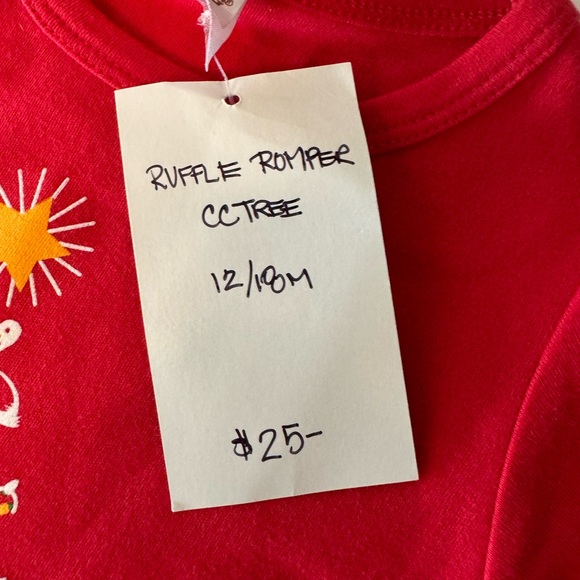 RUFFLE ROMPER
CC TREE
12/18M
$25-